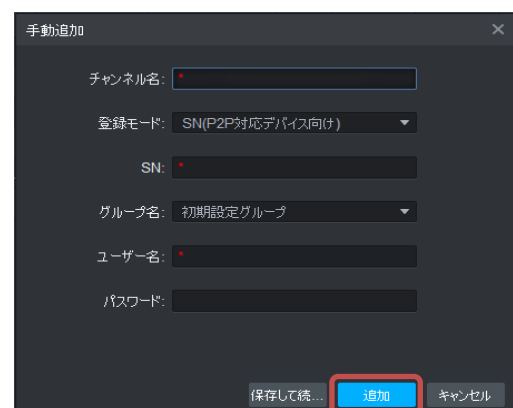 手動追加
チャンネル名: *
登録モード: SN(P2P対応デバイス向け)
SN: *
グループ名: 初期設定グループ
ユーザー名: *
パスワード:
保存して続... 追加 キャンセル